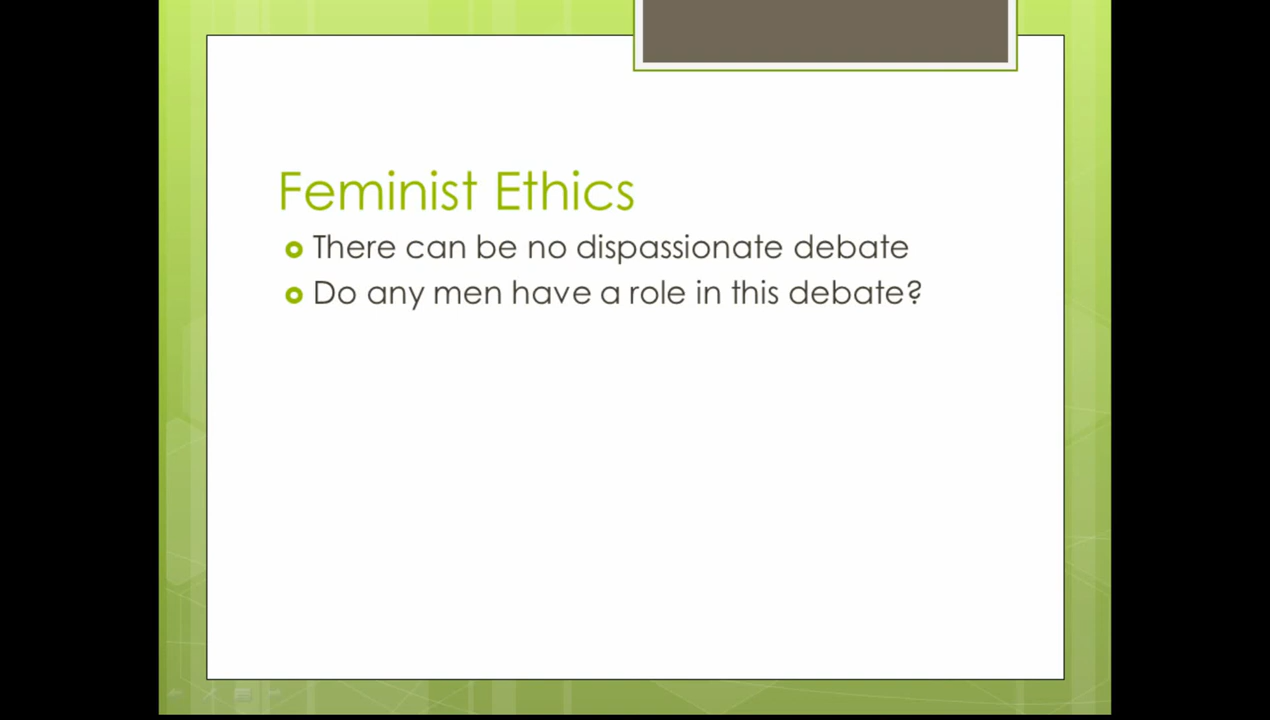 Feminist Ethics
There can be no dispassionate debate
Do any men have a role in this debate?